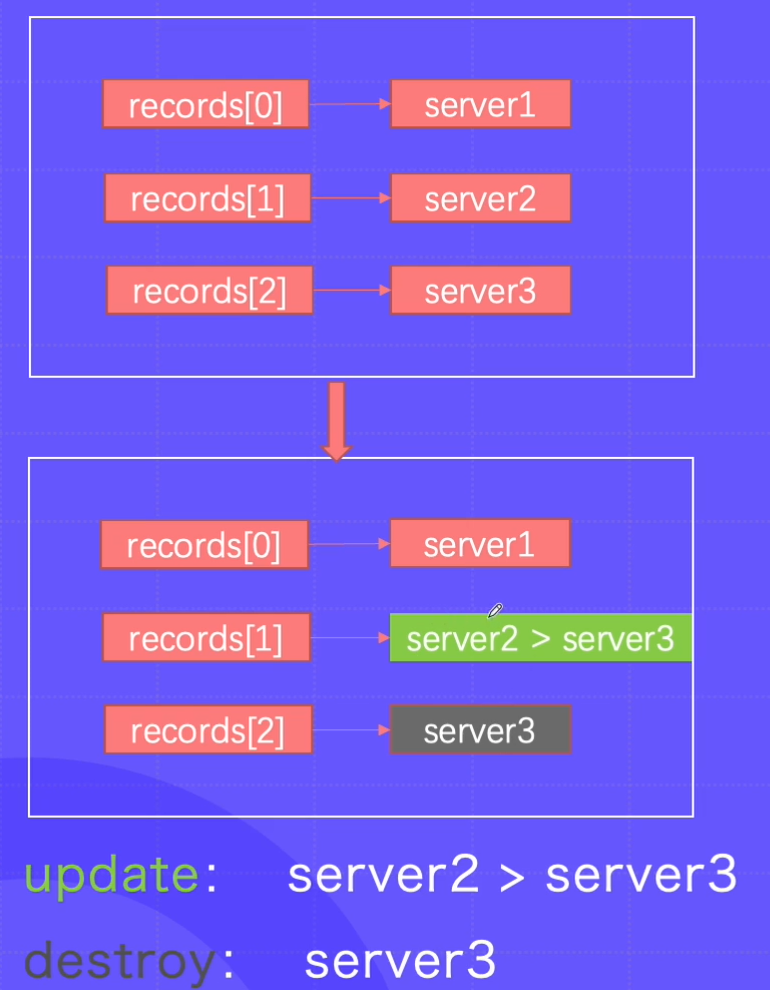 records[0] server1
records[1] server2
records[2] server3
records[0] server1
records[1] server2 > server3
records[2] server3
update: server2 > server3
destroy: server3